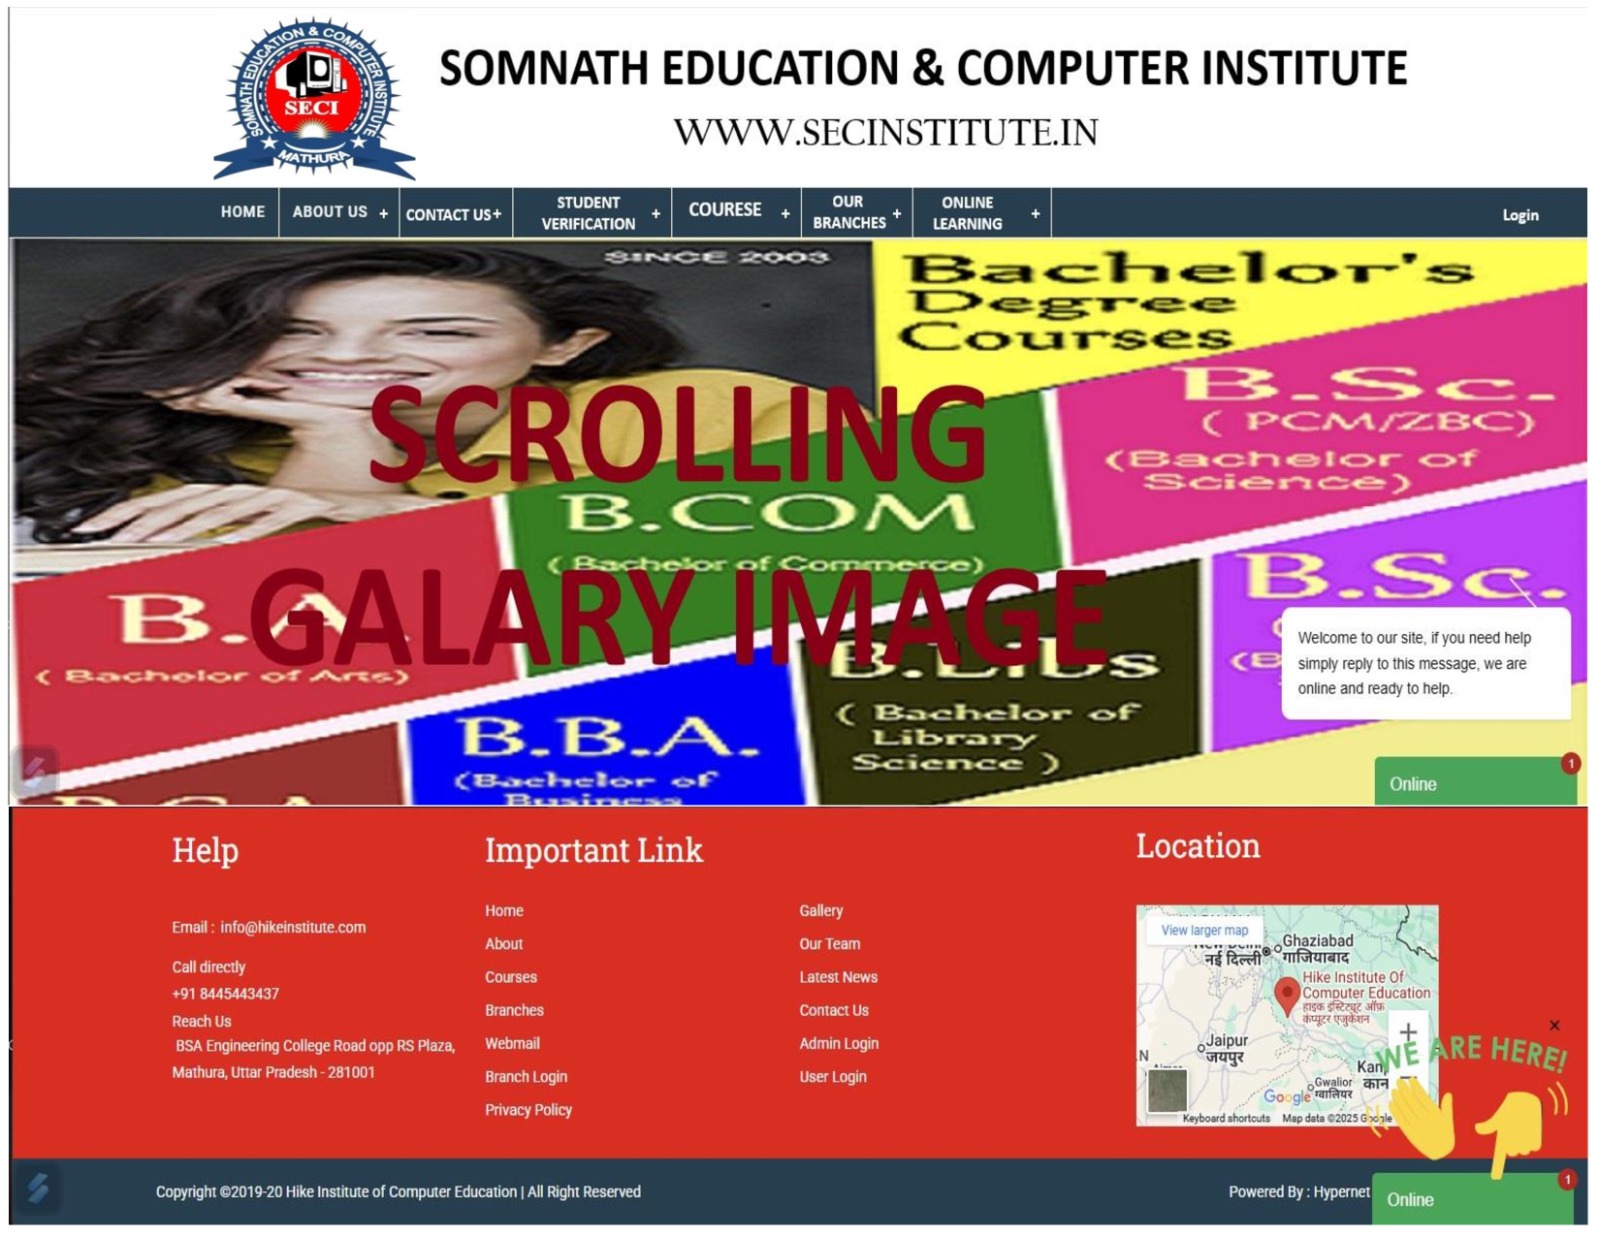 SOMNATH EDUCATION & COMPUTER INSTITUTE
SECI
MATHURA
SOMNATH EDUCATION & COMPUTER INSTITUTE
WWW.SECINSTITUTE.IN
HOME
ABOUT US +
CONTACT US+
STUDENT
VERIFICATION +
COURESE +
OUR
BRANCHES +
ONLINE
LEARNING +
Login
SINCE 2003
Bachelor's
Degree
Courses
B.Sc.
( PCM/ZBC)
(Bachelor of
Science)
SCROLLING
B.COM
( Bachelor of Commerce)
GALARY IMAGE
B.A.
( Bachelor of Arts)
B.Sc.
( Bachelor of
Library
Science )
B.B.A.
(Bachelor of
Business
Welcome to our site, if you need help
simply reply to this message, we are
online and ready to help.
1
Online
Help
Email : info@hikeinstitute.com
Call directly
+91 8445443437
Reach Us
BSA Engineering College Road opp RS Plaza,
Mathura, Uttar Pradesh - 281001
Important Link
Home
About
Courses
Branches
Webmail
Branch Login
Privacy Policy
Gallery
Our Team
Latest News
Contact Us
Admin Login
User Login
Location
View larger map
New Delhi
नई दिल्ली
Ghaziabad
गाजियाबाद
Hike Institute Of
Computer Education
हाइक इंस्टिट्यूट ऑफ़
कंप्यूटर एजुकेशन
Jaipur
जयपुर
Kan
कान
Gwalior
ग्वालियर
Google
Keyboard shortcuts Map data ©2025 Google
WE ARE HERE!
Copyright ©2019-20 Hike Institute of Computer Education | All Right Reserved
Powered By : Hypernet
1
Online